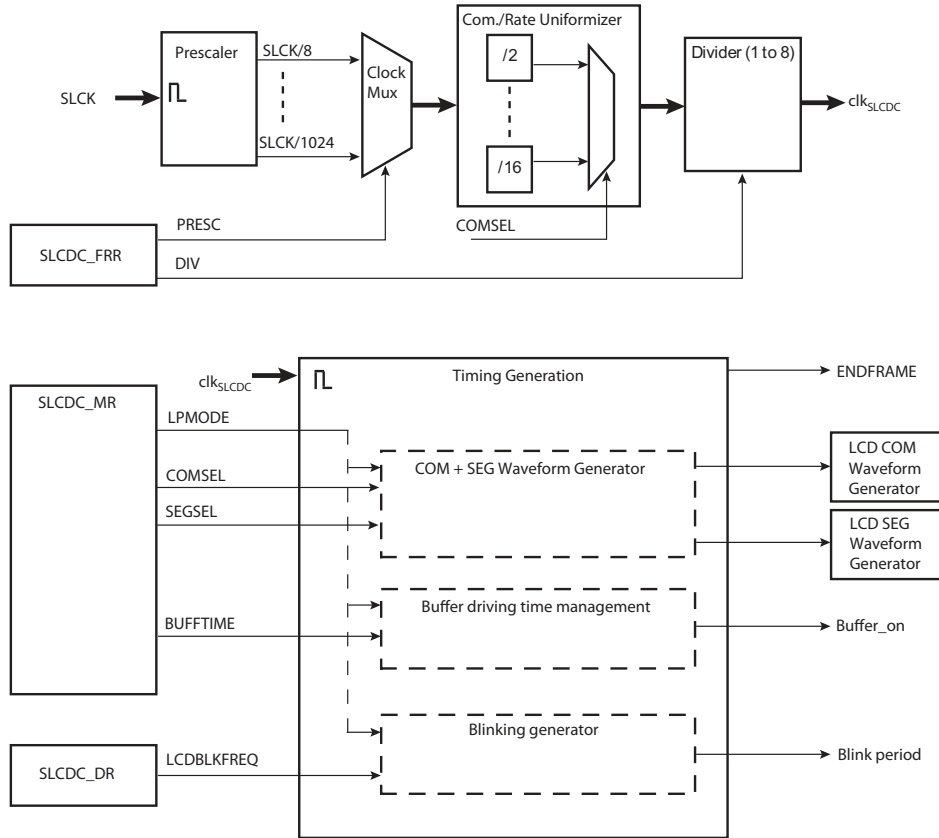 Com./Rate Uniformizer
Prescaler
SLCK/8
/2
Divider (1 to 8)
Clock
Mux
SLCK
clkSLCDC
SLCK/1024
/16
PRESC
COMSEL
SLCDC_FRR
DIV
clkSLCDC
Timing Generation
ENDFRAME
SLCDC_MR
LPMODE
COM + SEG Waveform Generator
LCD COM
Waveform
Generator
COMSEL
SEGSEL
LCD SEG
Waveform
Generator
Buffer driving time management
BUFFTIME
Buffer_on
Blinking generator
LCDBLKFREQ
Blink period
SLCDC_DR